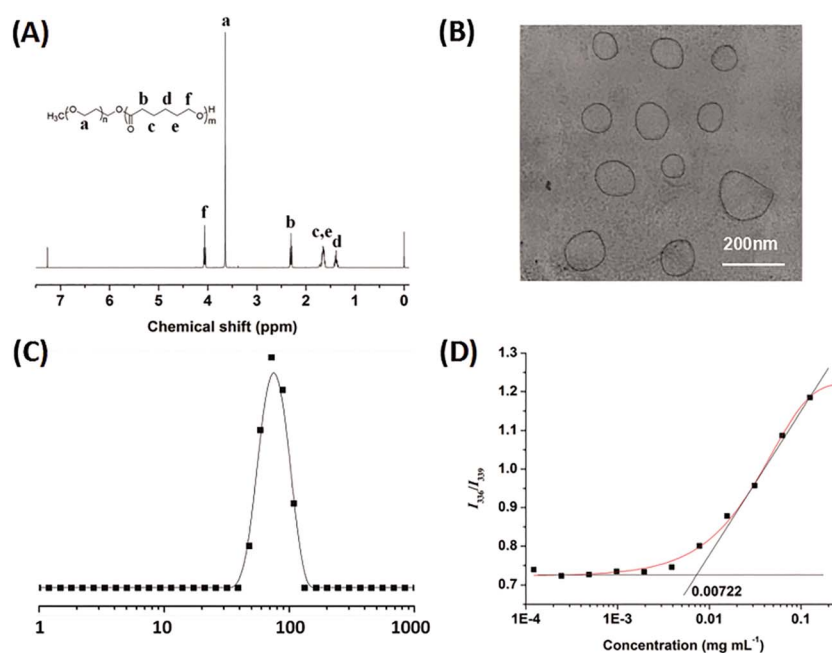 (A)
a
b d f
H₃C(O)n O(O)m H
a c e
O
f
b
c,e
d
7 6 5 4 3 2 1 0
Chemical shift (ppm)
(B)
200nm
(C)
1 10 100 1000
(D)
1.3
1.2
1.1
1.0
0.9
0.8
0.7
I₃₃₆/I₃₃₉
0.00722
1E-4 1E-3 0.01 0.1
Concentration (mg mL⁻¹)